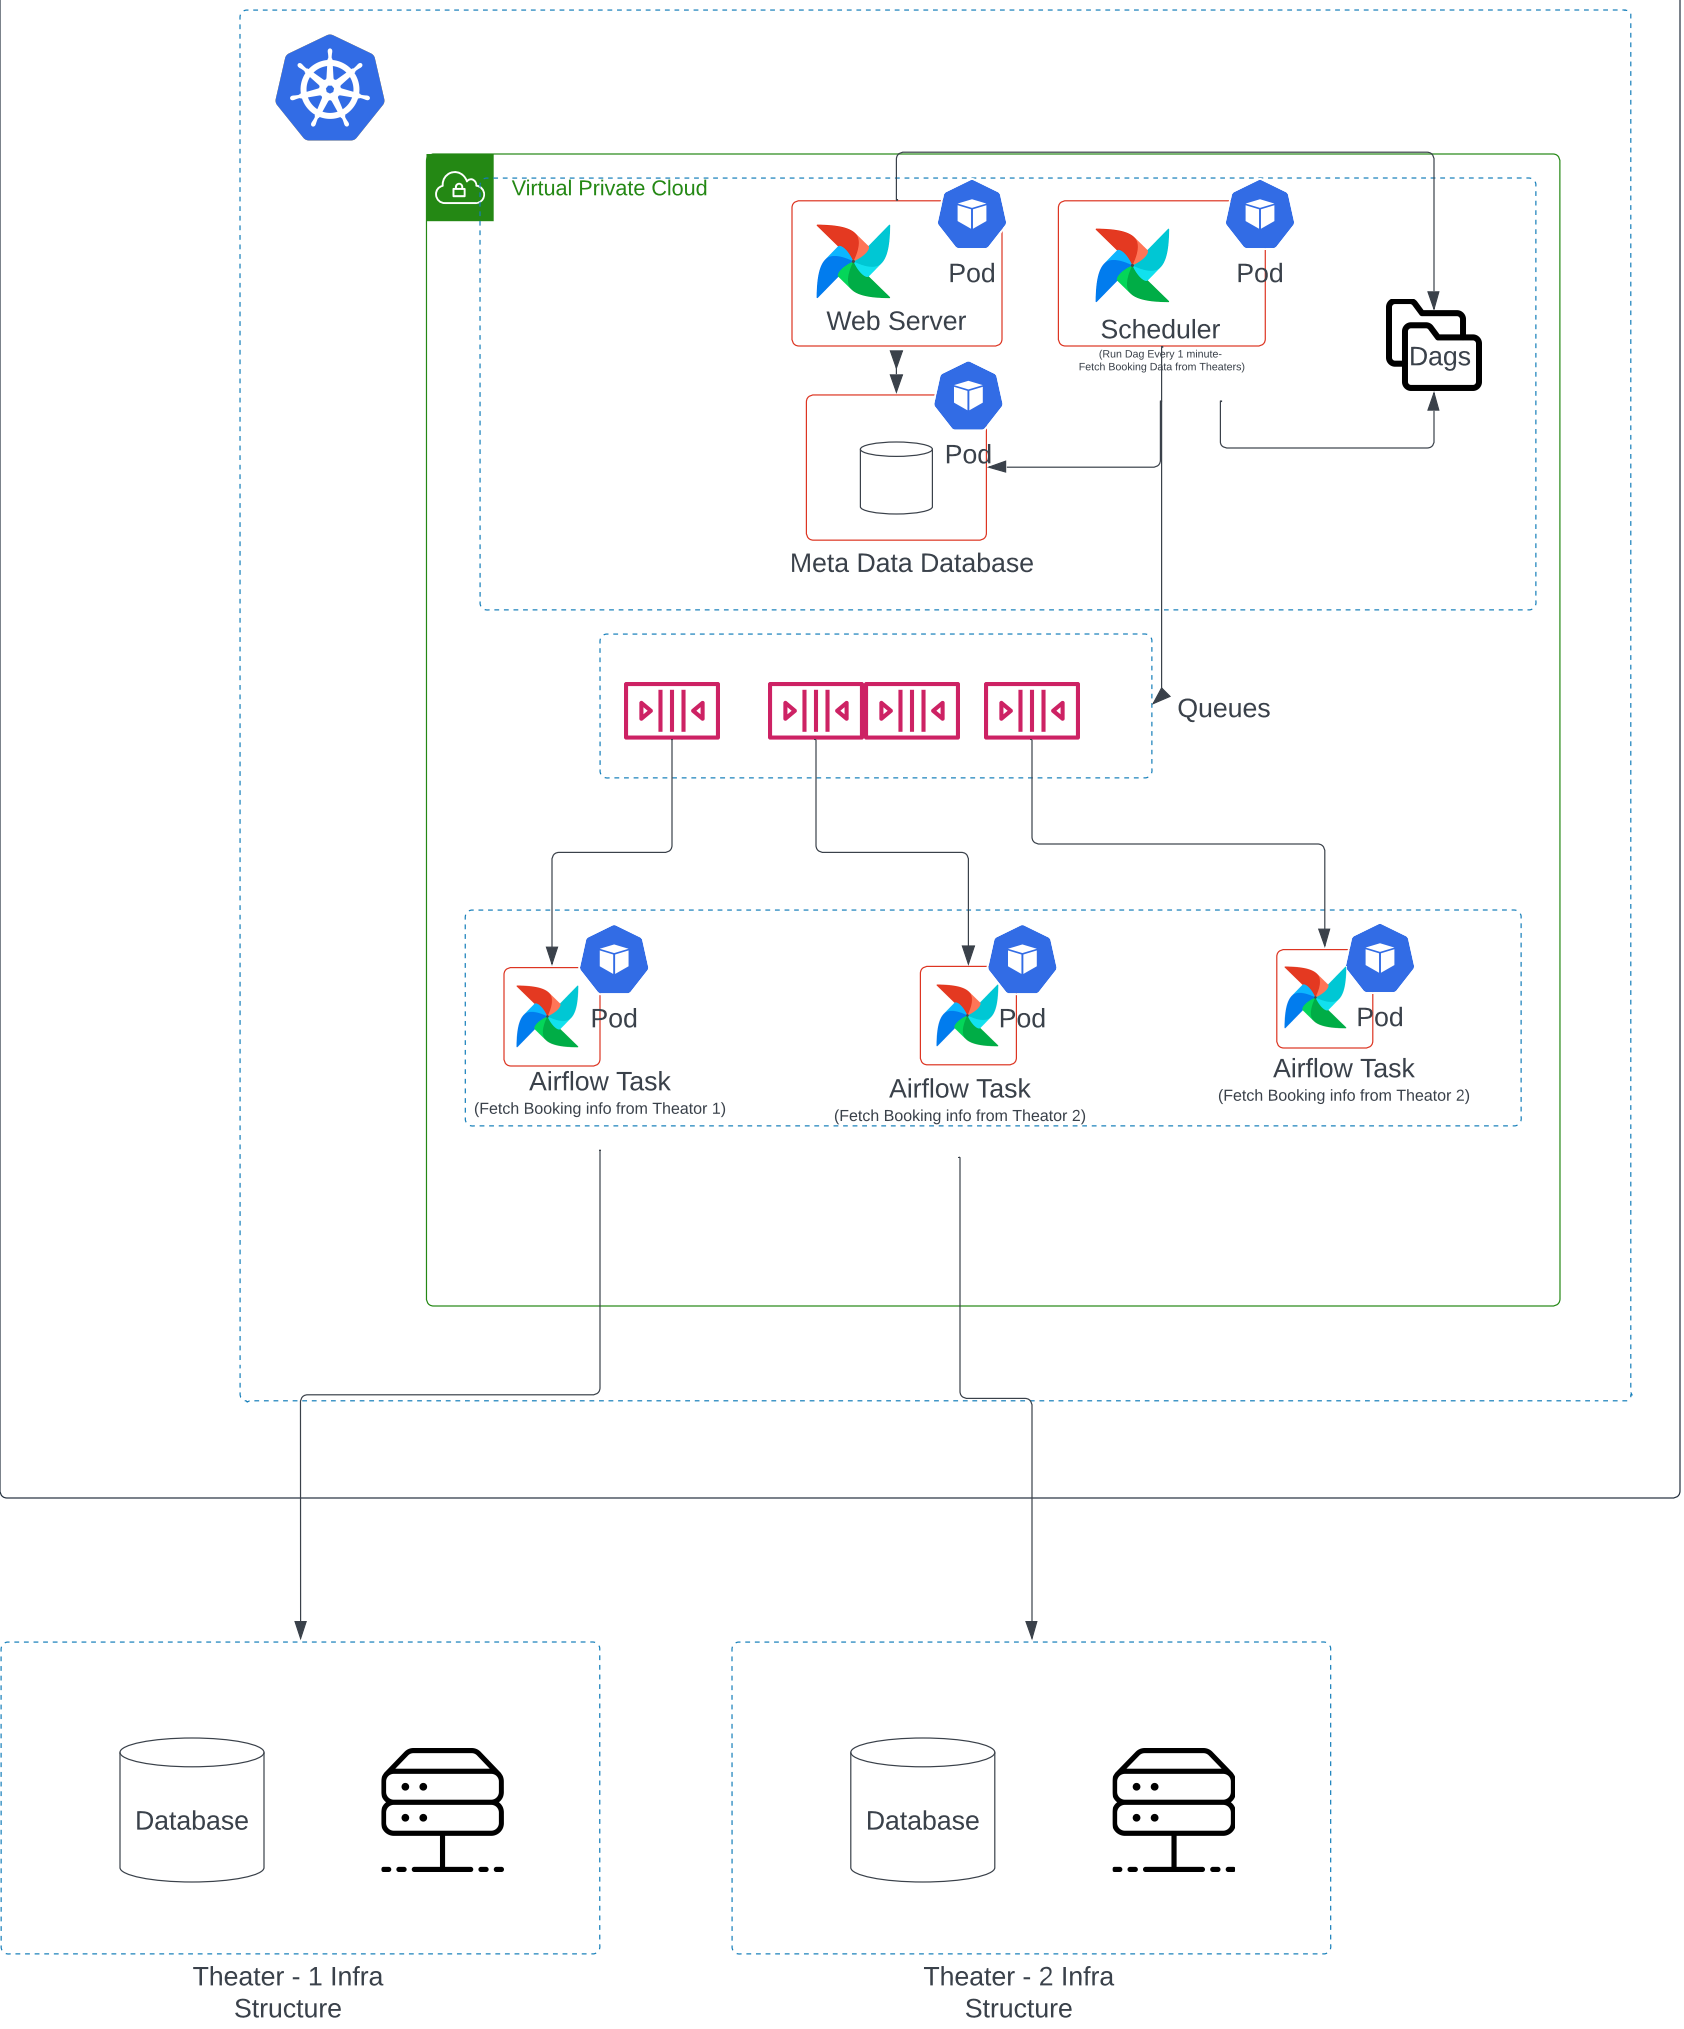 Virtual Private Cloud
Pod
Pod
Web Server
Scheduler
(Run Dag Every 1 minute-
Fetch Booking Data from Theaters)
Dags
Pod
Meta Data Database
Queues
Pod
Pod
Pod
Airflow Task
(Fetch Booking info from Theator 1)
Airflow Task
(Fetch Booking info from Theator 2)
Airflow Task
(Fetch Booking info from Theator 2)
Database
Database
Theater - 1 Infra
Structure
Theater - 2 Infra
Structure